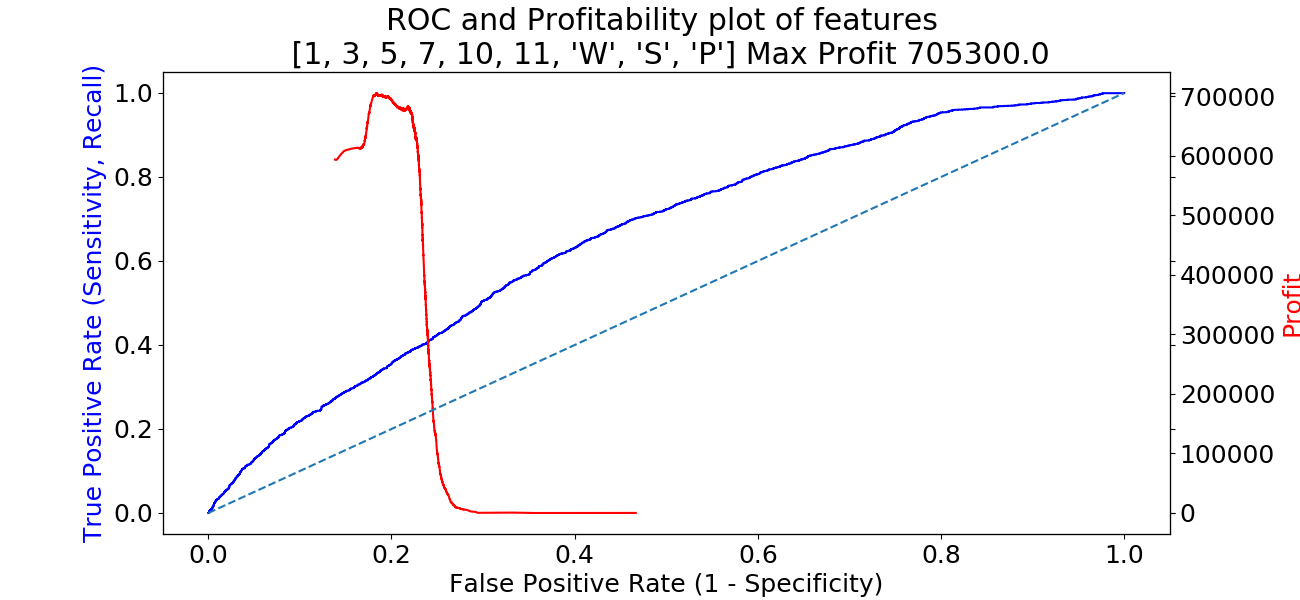 ROC and Profitability plot of features
[1, 3, 5, 7, 10, 11, 'W', 'S', 'P'] Max Profit 705300.0
True Positive Rate (Sensitivity, Recall)
1.0
0.8
0.6
0.4
0.2
0.0
0.0 0.2 0.4 0.6 0.8 1.0
False Positive Rate (1 - Specificity)
700000
600000
500000
400000
300000
200000
100000
0
Profit